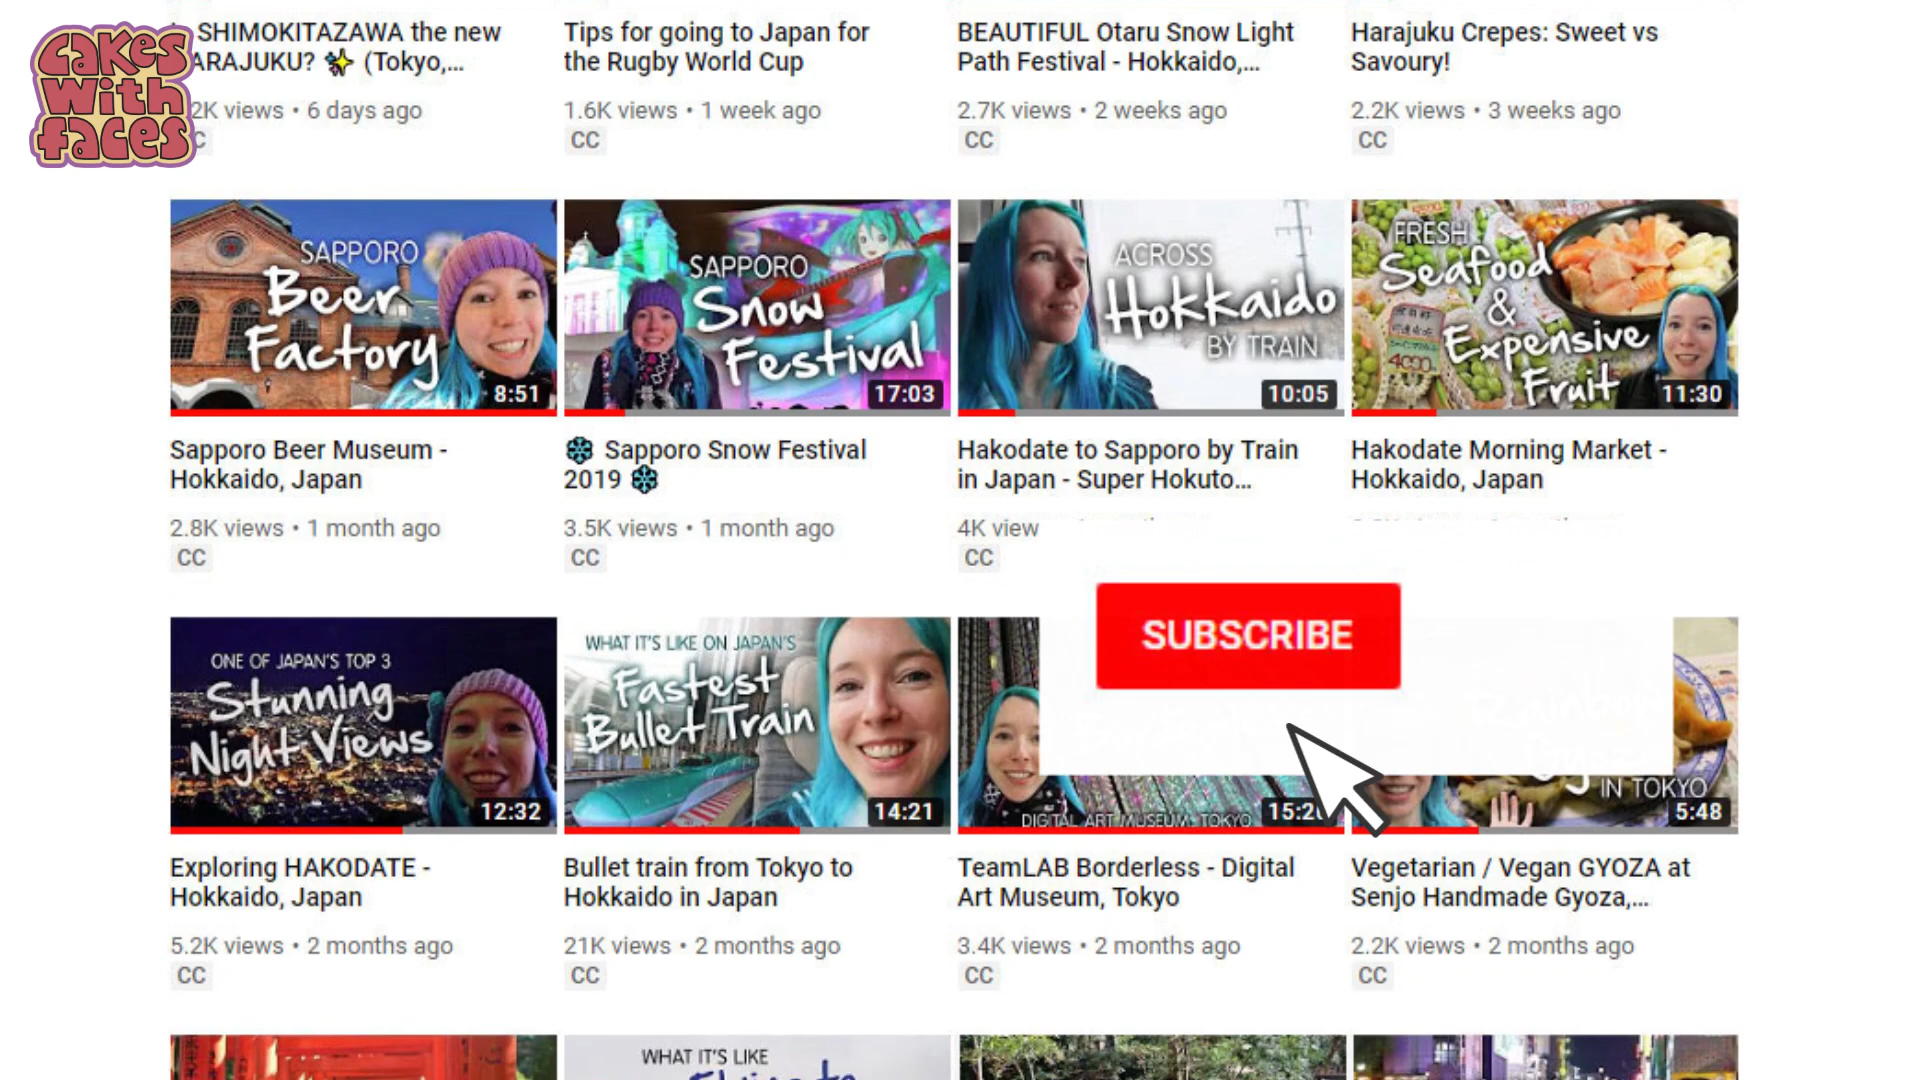 Cakes
With
faces
SHIMOKITAZAWA the new
ARAJUKU? ✨ (Tokyo,...
2K views • 6 days ago
Tips for going to Japan for
the Rugby World Cup
1.6K views • 1 week ago
CC
BEAUTIFUL Otaru Snow Light
Path Festival - Hokkaido,...
2.7K views • 2 weeks ago
CC
Harajuku Crepes: Sweet vs
Savoury!
2.2K views • 3 weeks ago
CC
SAPPORO
Beer
Factory
8:51
Sapporo Beer Museum -
Hokkaido, Japan
2.8K views • 1 month ago
CC
SAPPORO
Snow
Festival
17:03
❄ Sapporo Snow Festival
2019 ❄
3.5K views • 1 month ago
CC
ACROSS
Hokkaido
BY TRAIN
10:05
Hakodate to Sapporo by Train
in Japan - Super Hokuto...
4K view
CC
FRESH
Seafood
&
Expensive
Fruit
4000
11:30
Hakodate Morning Market -
Hokkaido, Japan
SUBSCRIBE
ONE OF JAPAN'S TOP 3
Stunning
Night Views
12:32
Exploring HAKODATE -
Hokkaido, Japan
5.2K views • 2 months ago
CC
WHAT IT'S LIKE ON JAPAN'S
Fastest
Bullet Train
14:21
Bullet train from Tokyo to
Hokkaido in Japan
21K views • 2 months ago
CC
DIGITAL ART MUSEUM, TOKYO
15:20
TeamLAB Borderless - Digital
Art Museum, Tokyo
3.4K views • 2 months ago
CC
IN TOKYO
5:48
Vegetarian / Vegan GYOZA at
Senjo Handmade Gyoza,...
2.2K views • 2 months ago
CC
WHAT IT'S LIKE